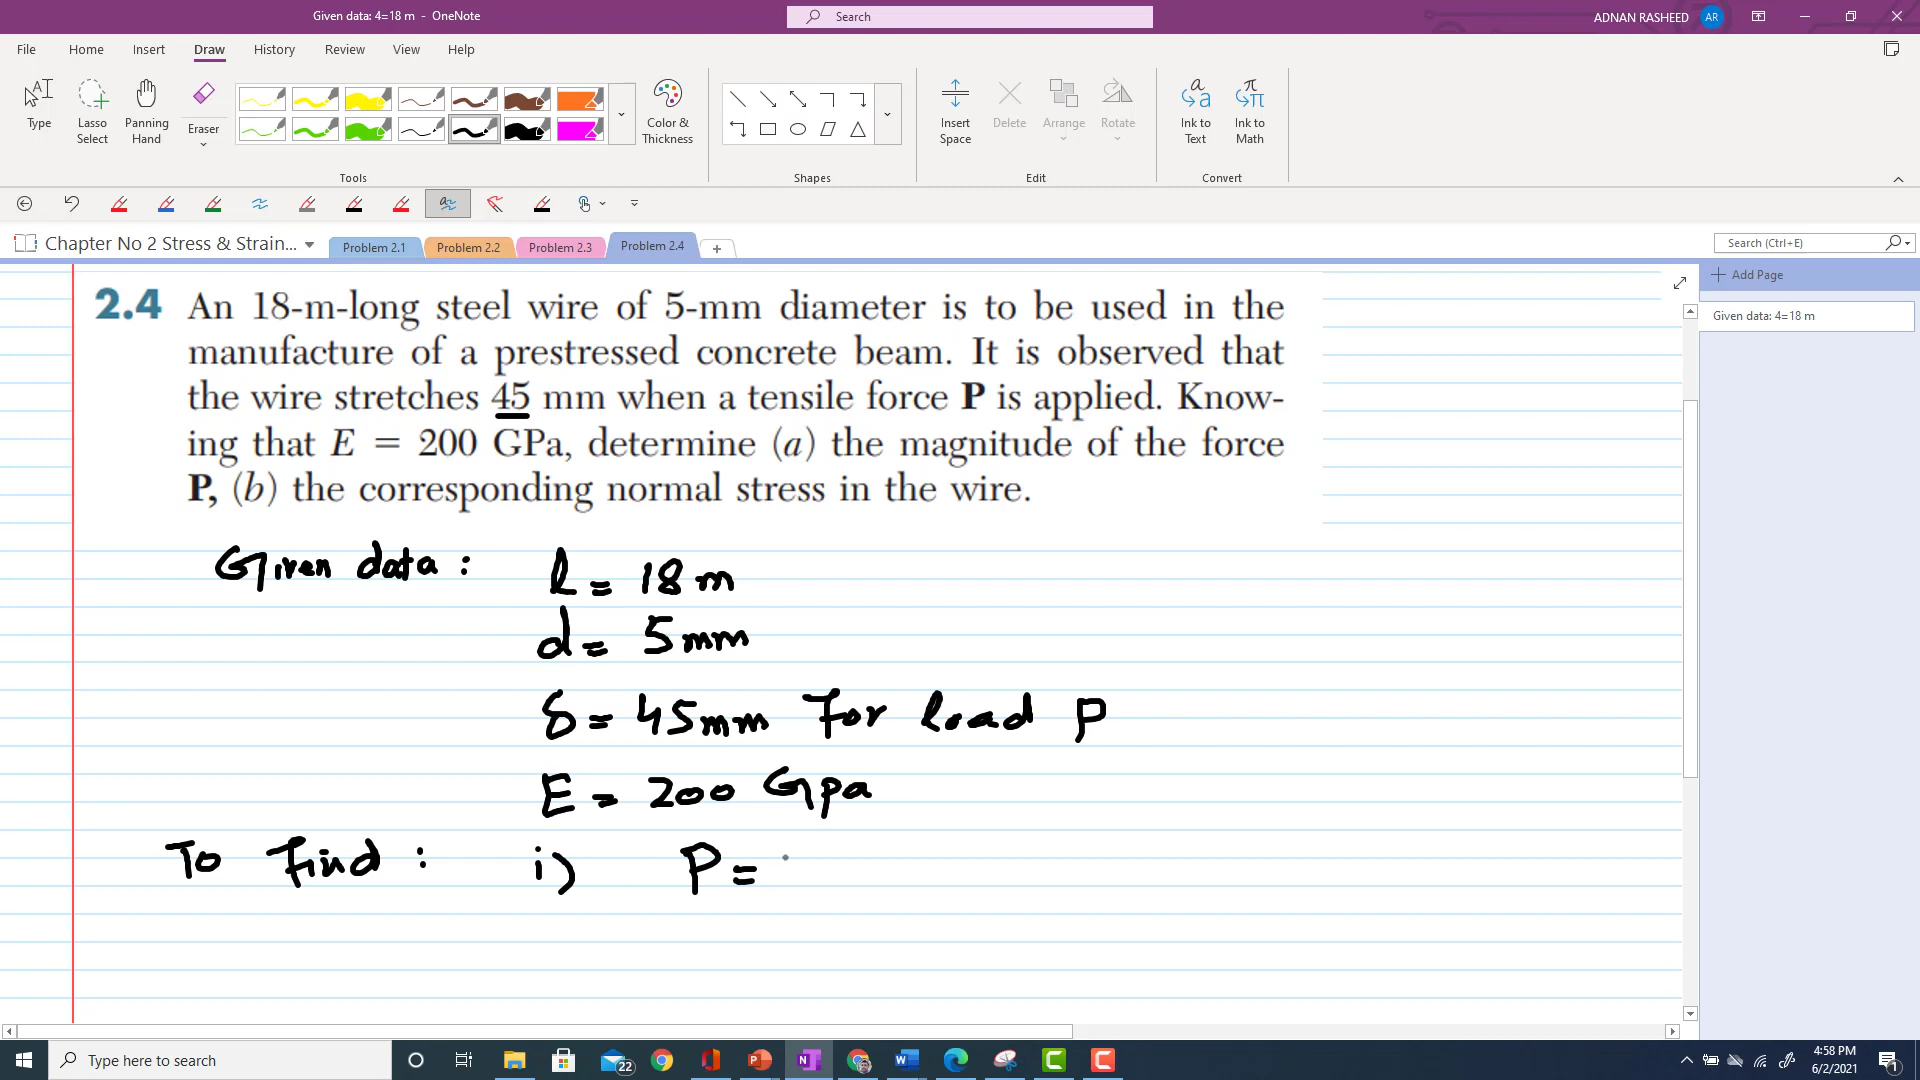 Given data: 4=18 m - OneNote
Search
ADNAN RASHEED AR
File Home Insert Draw History Review View Help
Type
Lasso Select
Panning Hand
Eraser
Color & Thickness
Insert Space
Delete
Arrange
Rotate
Ink to Text
Ink to Math
Tools
Shapes
Edit
Convert
Chapter No 2 Stress & Strain... Problem 2.1 Problem 2.2 Problem 2.3 Problem 2.4
Search (Ctrl+E)
Add Page
Given data: 4=18 m
2.4 An 18-m-long steel wire of 5-mm diameter is to be used in the
manufacture of a prestressed concrete beam. It is observed that
the wire stretches 45 mm when a tensile force P is applied. Know-
ing that E = 200 GPa, determine (a) the magnitude of the force
P, (b) the corresponding normal stress in the wire.
Given data : l = 18 m
d = 5 mm
δ = 45 mm for load P
E = 200 Gpa
To find : i) P =
Type here to search
22
4:58 PM
6/2/2021
1